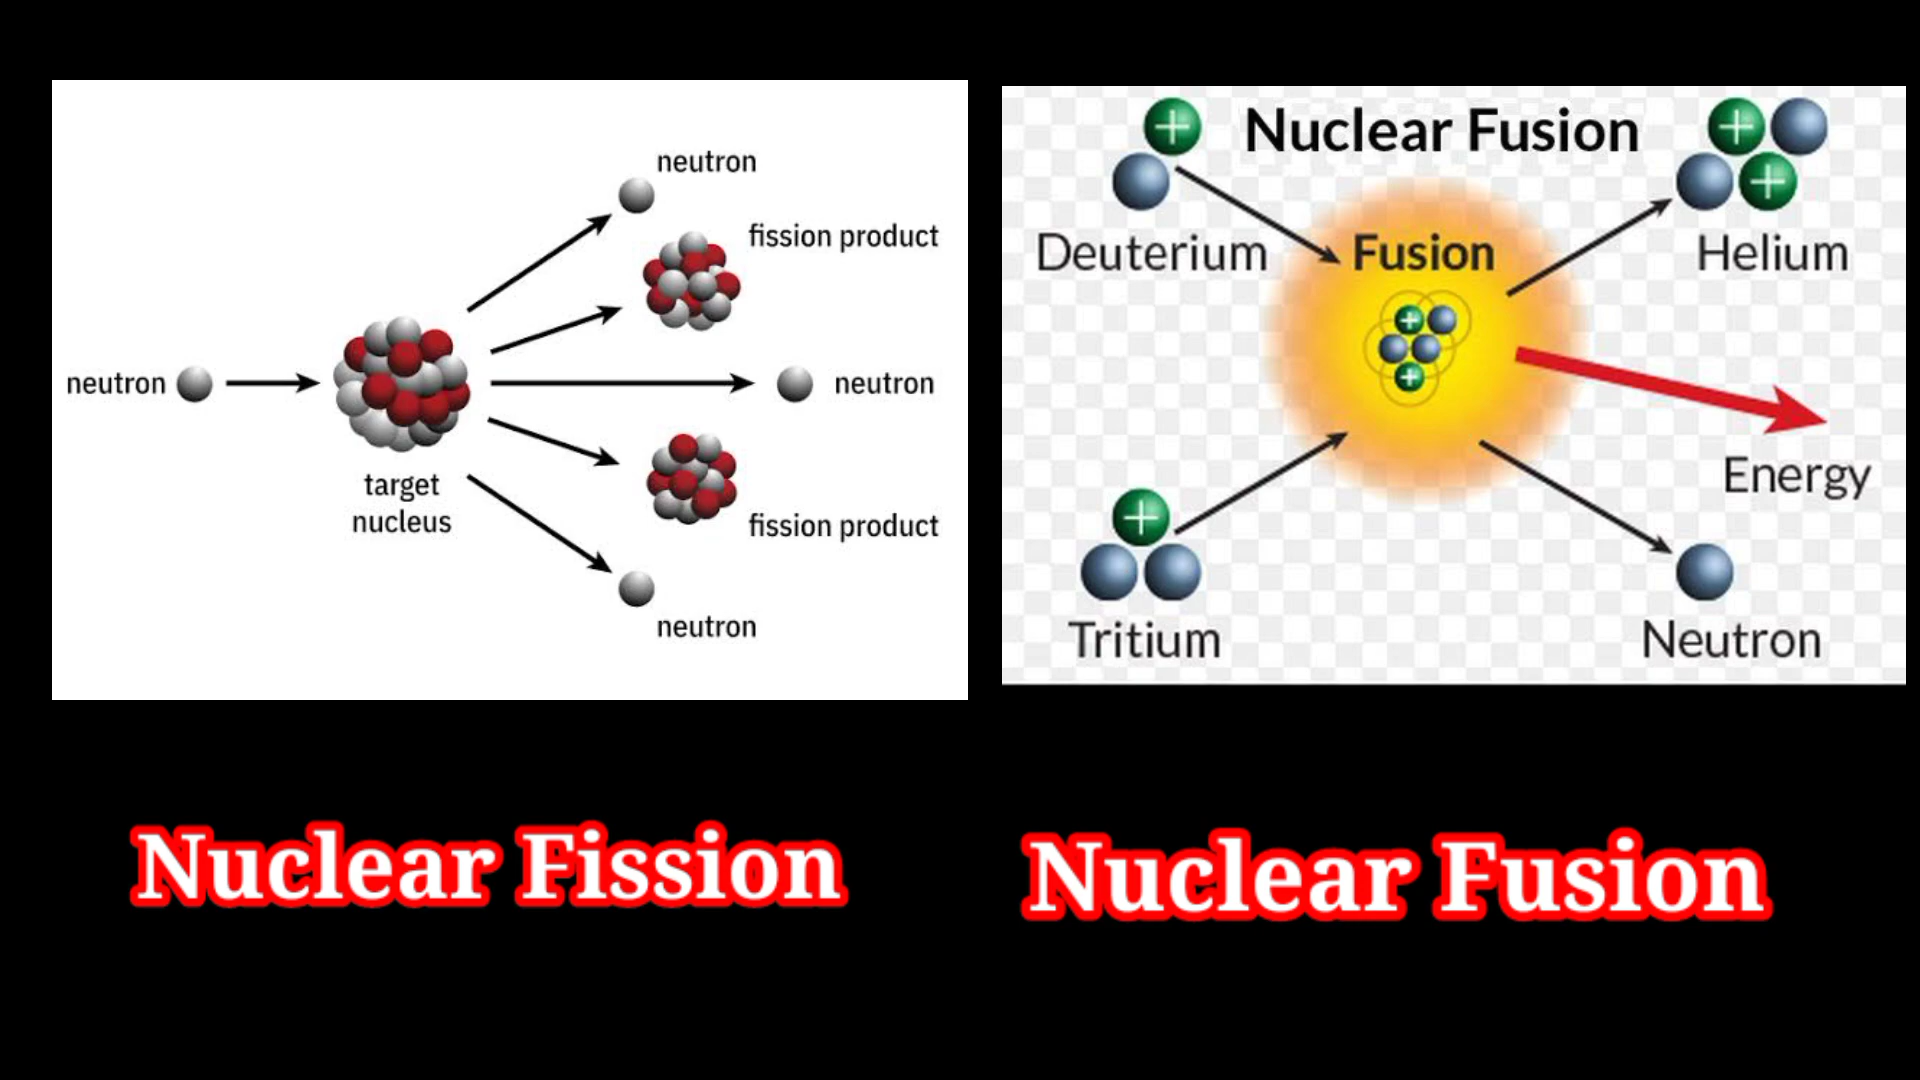 neutron
fission product
neutron
neutron
target
nucleus
fission product
neutron
Nuclear Fusion
Deuterium
Fusion
Helium
Energy
Tritium
Neutron
Nuclear Fission
Nuclear Fusion